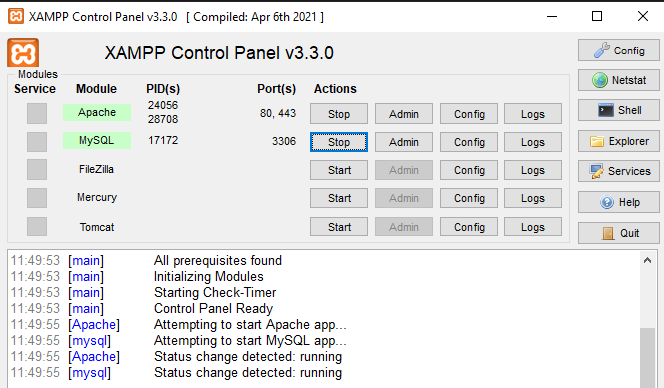 XAMPP Control Panel v3.3.0 [ Compiled: Apr 6th 2021 ]
XAMPP Control Panel v3.3.0
Config
Modules
Service Module PID(s) Port(s) Actions
Netstat
Apache 24056 28708 80, 443 Stop Admin Config Logs
Shell
MySQL 17172 3306 Stop Admin Config Logs
Explorer
FileZilla Start Admin Config Logs
Services
Mercury Start Admin Config Logs
Help
Tomcat Start Admin Config Logs
Quit
11:49:53 [main] All prerequisites found
11:49:53 [main] Initializing Modules
11:49:53 [main] Starting Check-Timer
11:49:53 [main] Control Panel Ready
11:49:55 [Apache] Attempting to start Apache app...
11:49:55 [mysql] Attempting to start MySQL app...
11:49:55 [Apache] Status change detected: running
11:49:55 [mysql] Status change detected: running